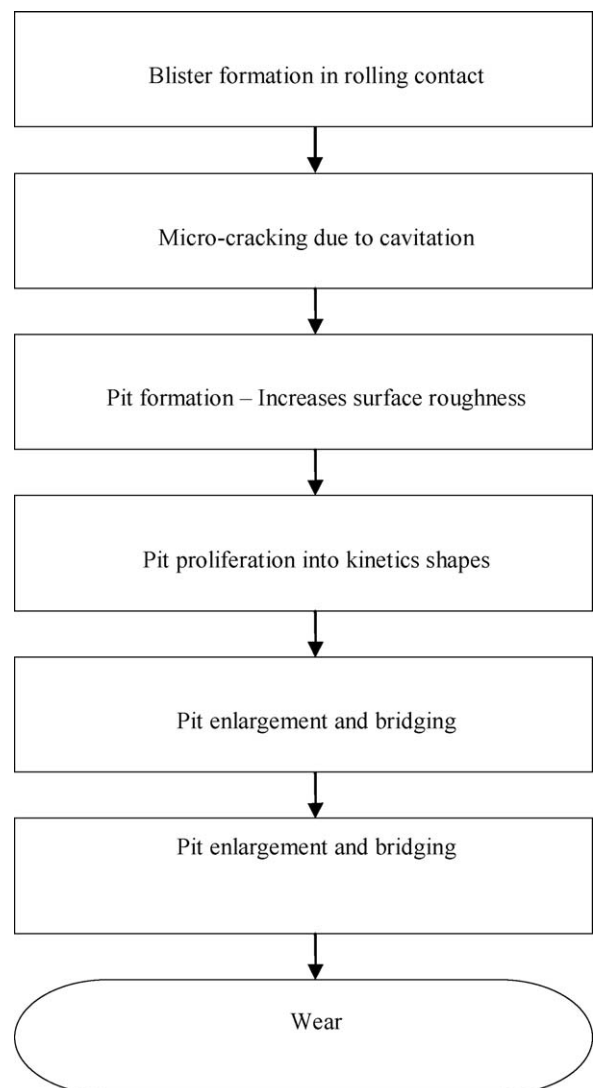 Blister formation in rolling contact
Micro-cracking due to cavitation
Pit formation – Increases surface roughness
Pit proliferation into kinetics shapes
Pit enlargement and bridging
Pit enlargement and bridging
Wear